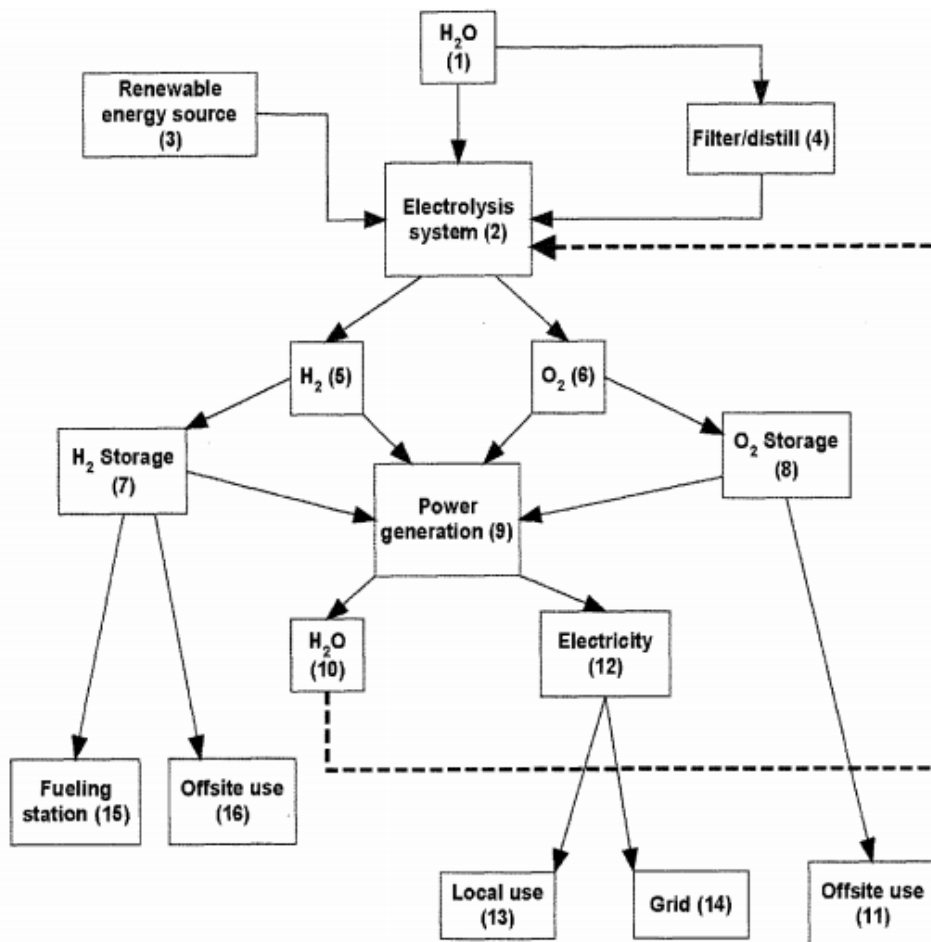 H₂O
(1)
Renewable
energy source
(3)
Filter/distill (4)
Electrolysis
system (2)
H₂ (5)
O₂ (6)
H₂ Storage
(7)
O₂ Storage
(8)
Power
generation (9)
H₂O
(10)
Electricity
(12)
Fueling
station (15)
Offsite use
(16)
Local use
(13)
Grid (14)
Offsite use
(11)